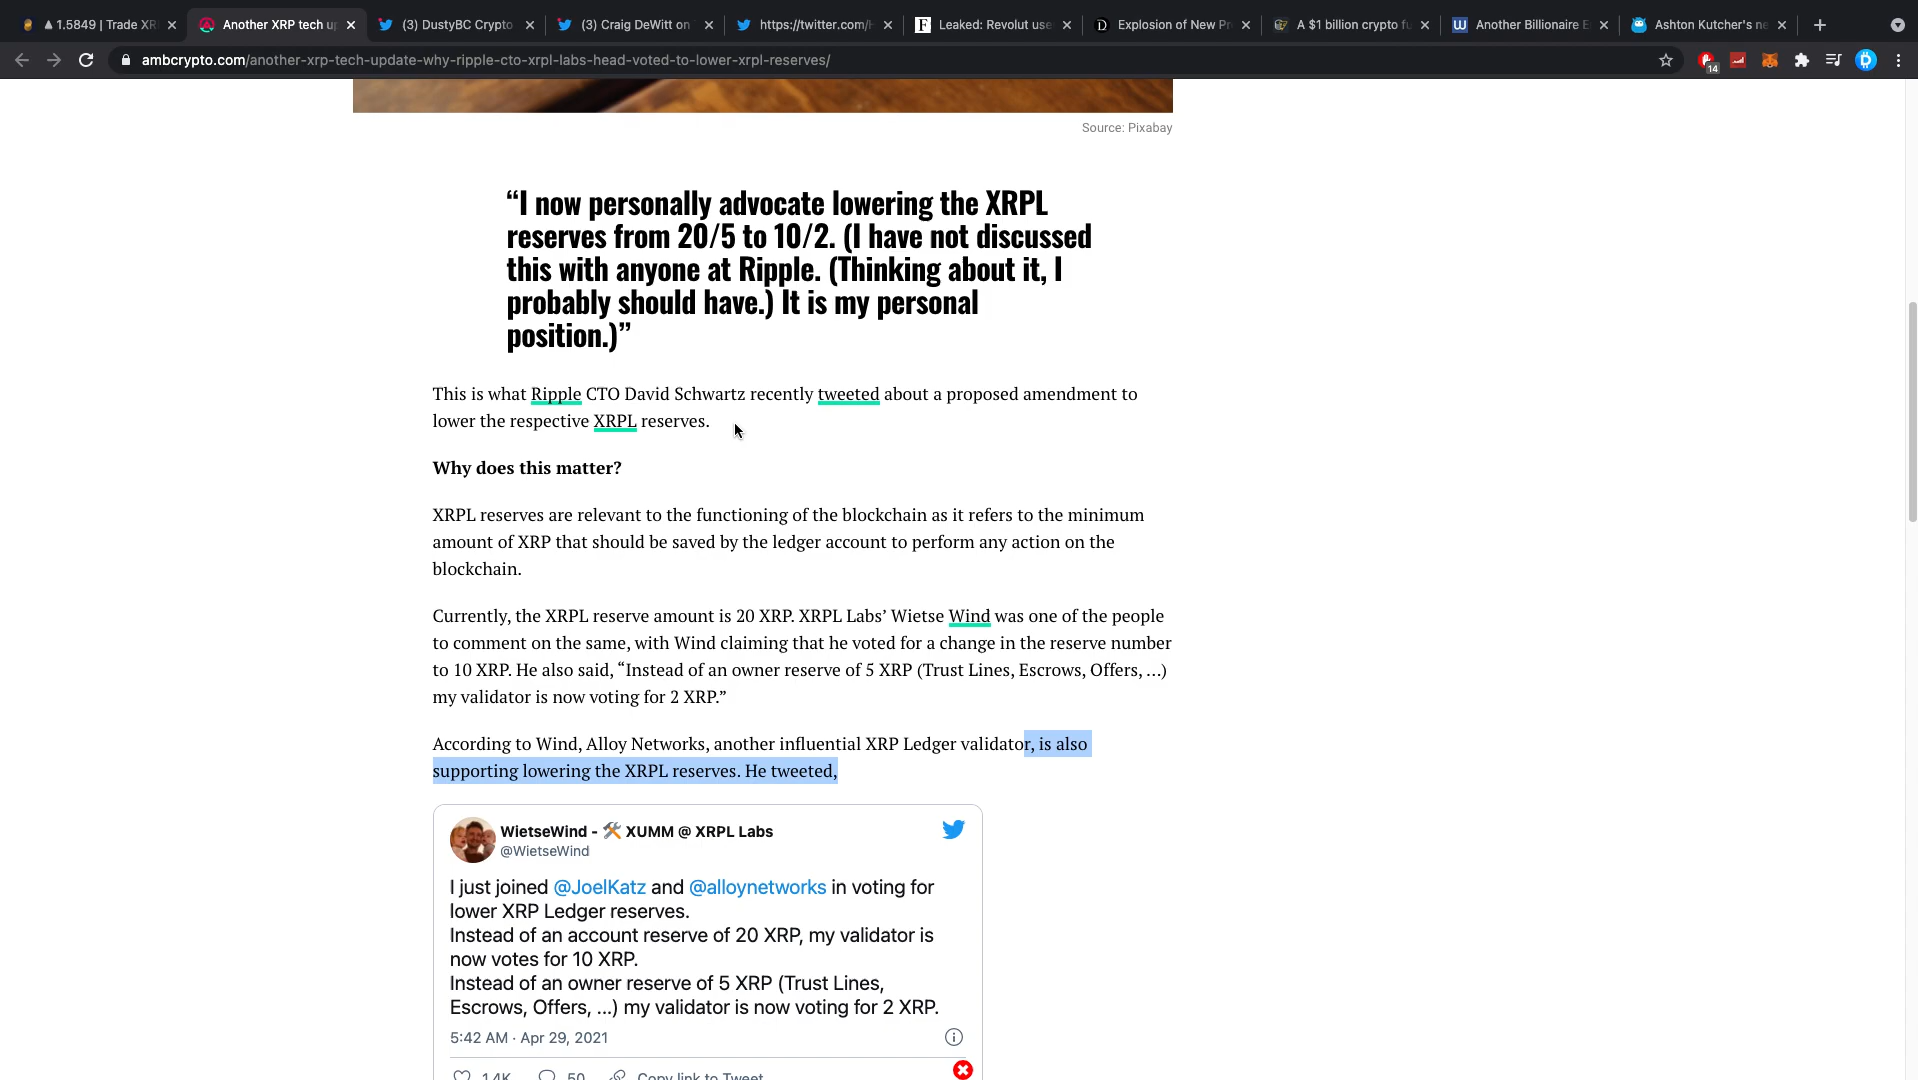 1.5849 | Trade XR
Another XRP tech up
(3) DustyBC Crypto
(3) Craig DeWitt on
https://twitter.com/H
Leaked: Revolut use
Explosion of New Pr
A $1 billion crypto fu
Another Billionaire E
Ashton Kutcher's ne
ambcrypto.com/another-xrp-tech-update-why-ripple-cto-xrpl-labs-head-voted-to-lower-xrpl-reserves/
14
Source: Pixabay
“I now personally advocate lowering the XRPL
reserves from 20/5 to 10/2. (I have not discussed
this with anyone at Ripple. (Thinking about it, I
probably should have.) It is my personal
position.)”
This is what Ripple CTO David Schwartz recently tweeted about a proposed amendment to
lower the respective XRPL reserves.
Why does this matter?
XRPL reserves are relevant to the functioning of the blockchain as it refers to the minimum
amount of XRP that should be saved by the ledger account to perform any action on the
blockchain.
Currently, the XRPL reserve amount is 20 XRP. XRPL Labs’ Wietse Wind was one of the people
to comment on the same, with Wind claiming that he voted for a change in the reserve number
to 10 XRP. He also said, “Instead of an owner reserve of 5 XRP (Trust Lines, Escrows, Offers, …)
my validator is now voting for 2 XRP.”
According to Wind, Alloy Networks, another influential XRP Ledger validator, is also
supporting lowering the XRPL reserves. He tweeted,
WietseWind - 🛠 XUMM @ XRPL Labs
@WietseWind
I just joined @JoelKatz and @alloynetworks in voting for
lower XRP Ledger reserves.
Instead of an account reserve of 20 XRP, my validator is
now votes for 10 XRP.
Instead of an owner reserve of 5 XRP (Trust Lines,
Escrows, Offers, ...) my validator is now voting for 2 XRP.
5:42 AM · Apr 29, 2021
1.4K 50 Copy link to Tweet